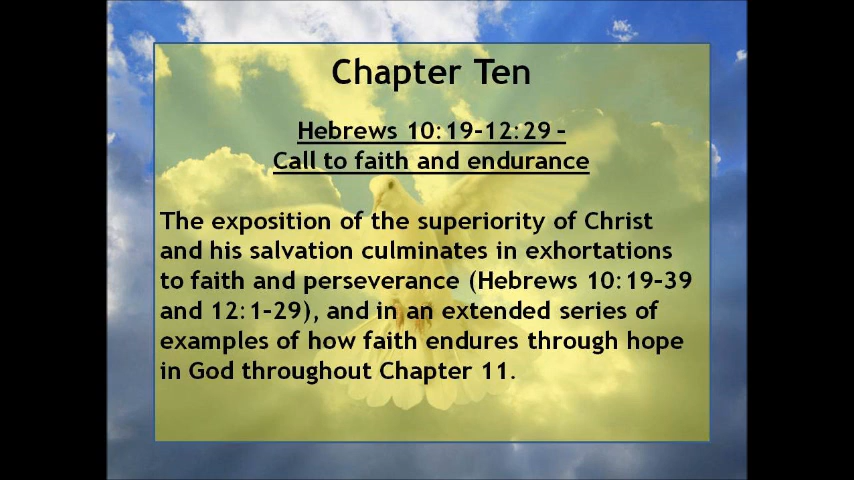 Chapter Ten
Hebrews 10:19-12:29 –
Call to faith and endurance
The exposition of the superiority of Christ
and his salvation culminates in exhortations
to faith and perseverance (Hebrews 10:19-39
and 12:1-29), and in an extended series of
examples of how faith endures through hope
in God throughout Chapter 11.